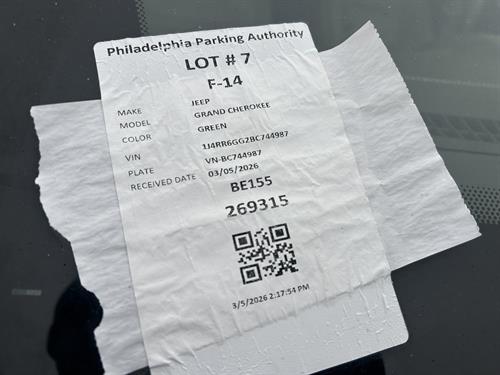 Philadelphia Parking Authority
LOT # 7
F-14
MAKE JEEP
MODEL GRAND CHEROKEE
COLOR GREEN
VIN 1J4RR6GG2BC744987
PLATE VN-BC744987
RECEIVED DATE 03/05/2026
BE155
269315
3/5/2026 2:17:54 PM